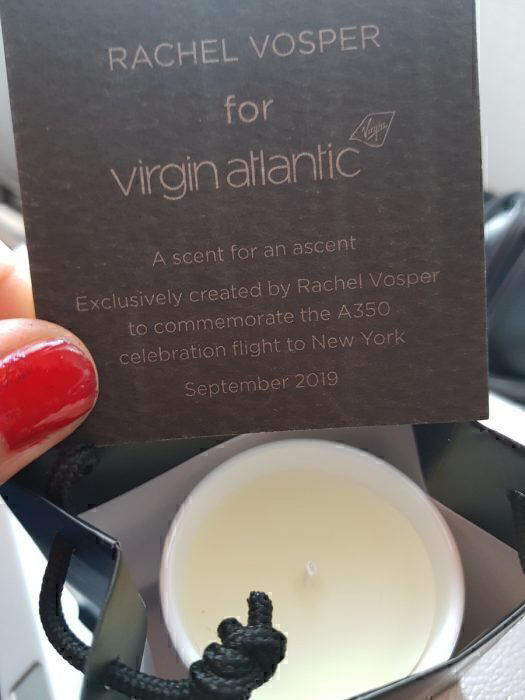 RACHEL VOSPER
for
Virgin
virgin atlantic
A scent for an ascent
Exclusively created by Rachel Vosper
to commemorate the A350
celebration flight to New York
September 2019